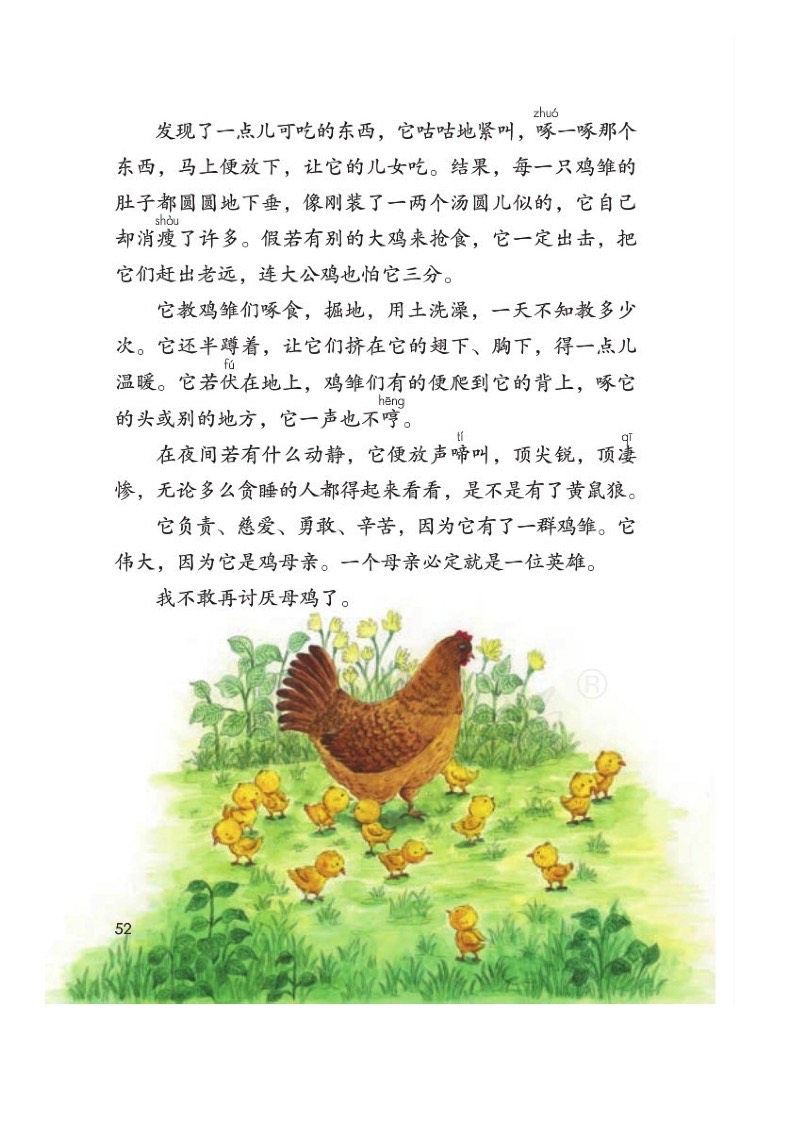 zhuó
发现了一点儿可吃的东西，它咕咕地紧叫，啄一啄那个
东西，马上便放下，让它的儿女吃。结果，每一只鸡雏的
肚子都圆圆地下垂，像刚装了一两个汤圆儿似的，它自己
shòu
却消瘦了许多。假若有别的大鸡来抢食，它一定出击，把
它们赶出老远，连大公鸡也怕它三分。
它教鸡雏们啄食，掘地，用土洗澡，一天不知教多少
次。它还半蹲着，让它们挤在它的翅下、胸下，得一点儿
fú
温暖。它若伏在地上，鸡雏们有的便爬到它的背上，啄它
hēng
的头或别的地方，它一声也不哼。
tí qī
在夜间若有什么动静，它便放声啼叫，顶尖锐，顶凄
惨，无论多么贪睡的人都得起来看看，是不是有了黄鼠狼。
它负责、慈爱、勇敢、辛苦，因为它有了一群鸡雏。它
伟大，因为它是鸡母亲。一个母亲必定就是一位英雄。
我不敢再讨厌母鸡了。
®
52